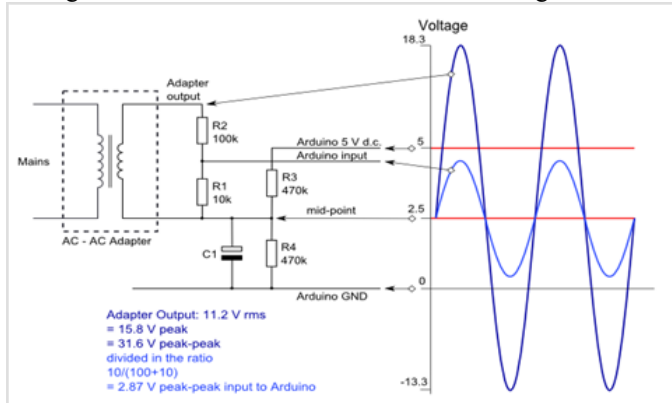 Voltage
18.3
Adapter
output
R2
100k
Arduino 5 V d.c.
5
Arduino input
Mains
R1
10k
R3
470k
mid-point
2.5
AC - AC Adapter
C1
R4
470k
0
Arduino GND
Adapter Output: 11.2 V rms
= 15.8 V peak
= 31.6 V peak-peak
divided in the ratio
10/(100+10)
= 2.87 V peak-peak input to Arduino
-13.3